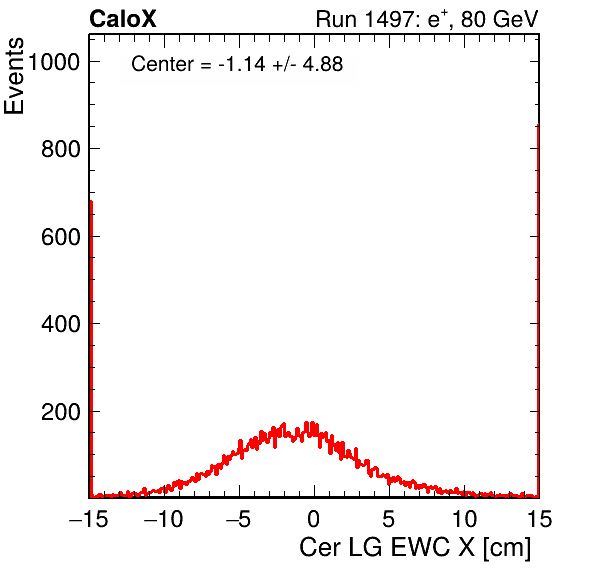 CaloX Run 1497: e⁺, 80 GeV
Center = -1.14 +/- 4.88
Events
1000
800
600
400
200
−15 −10 −5 0 5 10 15
Cer LG EWC X [cm]